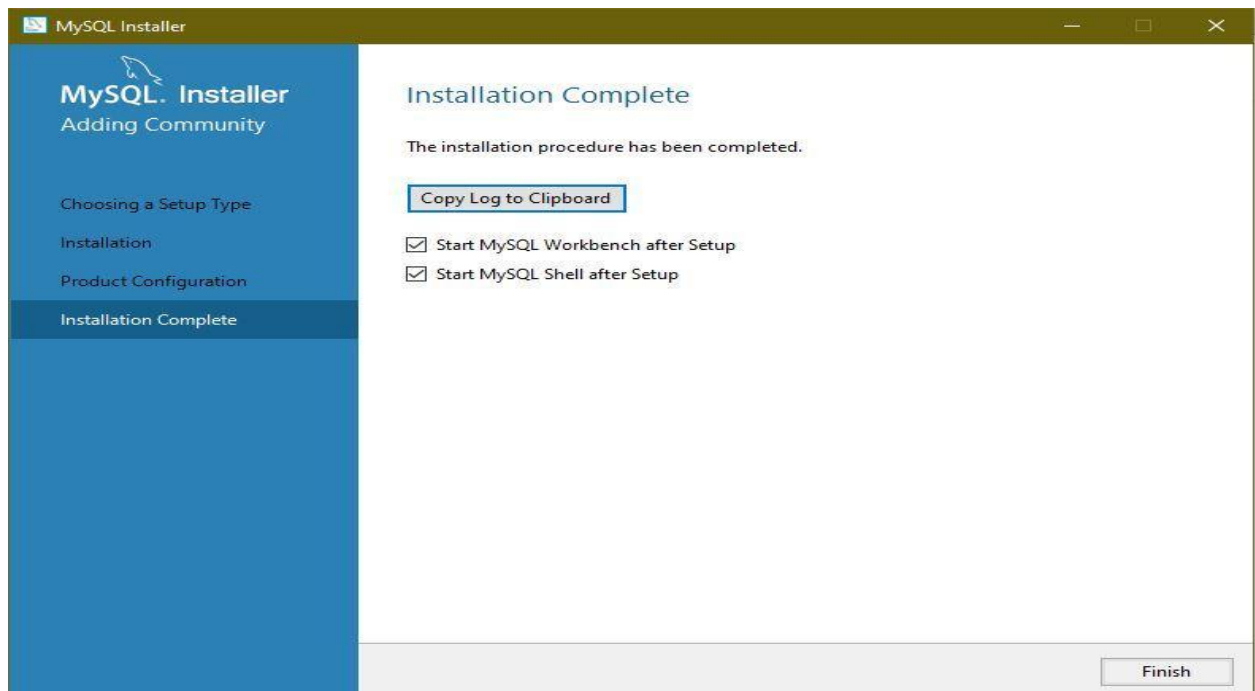 MySQL Installer
MySQL. Installer
Adding Community
Choosing a Setup Type
Installation
Product Configuration
Installation Complete
Installation Complete
The installation procedure has been completed.
Copy Log to Clipboard
Start MySQL Workbench after Setup
Start MySQL Shell after Setup
Finish